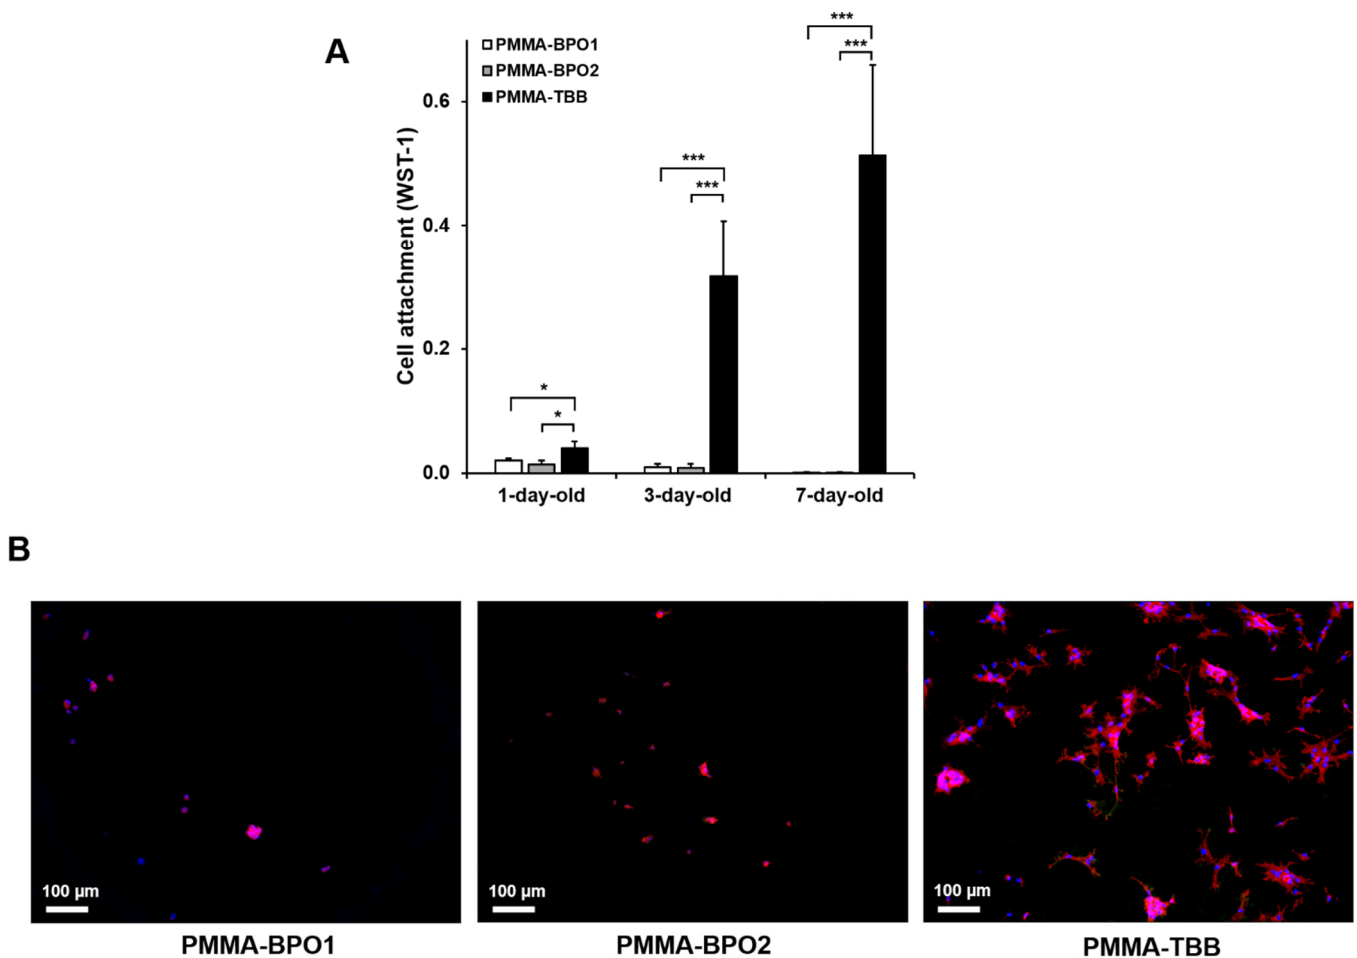 A
PMMA-BPO1
PMMA-BPO2
PMMA-TBB
Cell attachment (WST-1)
0.6
0.4
0.2
0.0
*
*
***
***
***
***
1-day-old 3-day-old 7-day-old
B
100 μm 100 μm 100 μm
PMMA-BPO1 PMMA-BPO2 PMMA-TBB